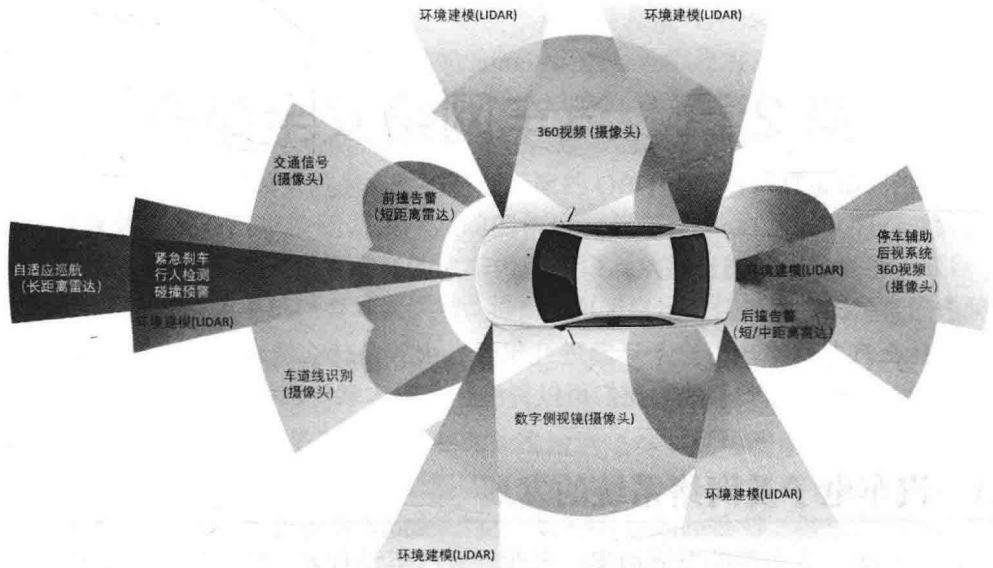 环境建模(LIDAR)
环境建模(LIDAR)
360视频 (摄像头)
交通信号
(摄像头)
前撞告警
(短距离雷达)
自适应巡航
(长距离雷达)
紧急刹车
行人检测
碰撞预警
环境建模(LIDAR)
停车辅助
后视系统
360视频
(摄像头)
环境建模(LIDAR)
后撞告警
(短/中距离雷达)
车道线识别
(摄像头)
数字侧视镜(摄像头)
环境建模(LIDAR)
环境建模(LIDAR)